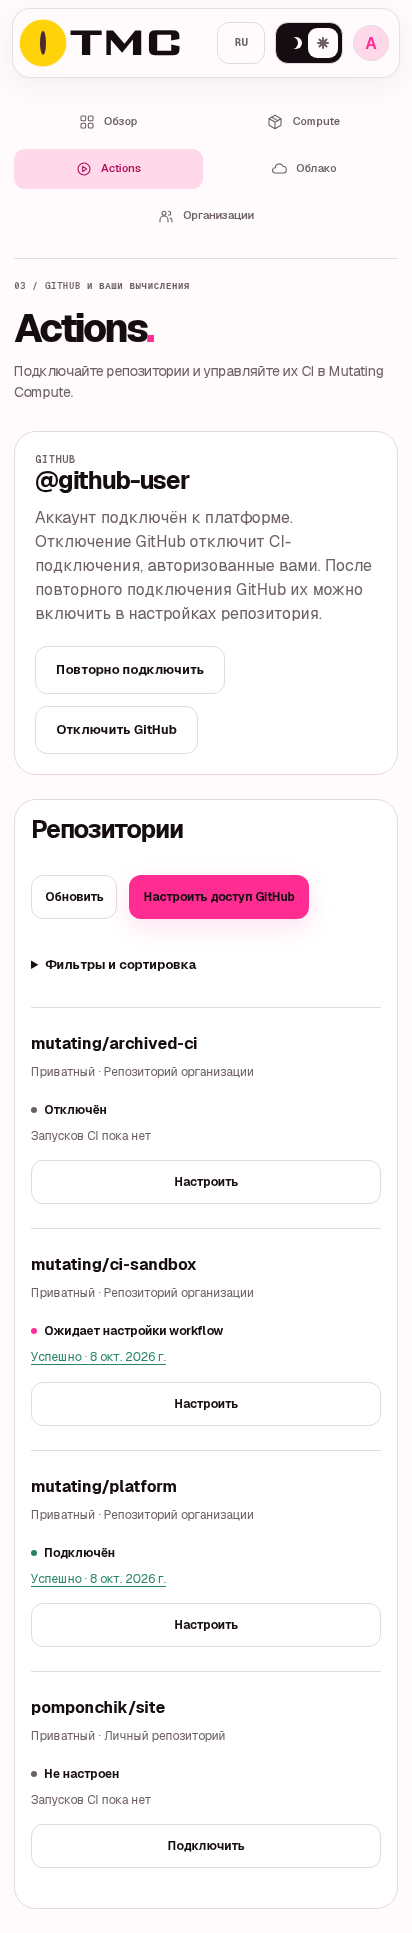 TMC
RU
A
Обзор
Compute
Actions
Облако
Организации
03 / GITHUB И ВАШИ ВЫЧИСЛЕНИЯ
Actions.
Подключайте репозитории и управляйте их CI в Mutating
Compute.
GITHUB
@github-user
Аккаунт подключён к платформе.
Отключение GitHub отключит CI-
подключения, авторизованные вами. После
повторного подключения GitHub их можно
включить в настройках репозитория.
Повторно подключить
Отключить GitHub
Репозитории
Обновить
Настроить доступ GitHub
Фильтры и сортировка
mutating/archived-ci
Приватный · Репозиторий организации
Отключён
Запусков CI пока нет
Настроить
mutating/ci-sandbox
Приватный · Репозиторий организации
Ожидает настройки workflow
Успешно · 8 окт. 2026 г.
Настроить
mutating/platform
Приватный · Репозиторий организации
Подключён
Успешно · 8 окт. 2026 г.
Настроить
pomponchik/site
Приватный · Личный репозиторий
Не настроен
Запусков CI пока нет
Подключить